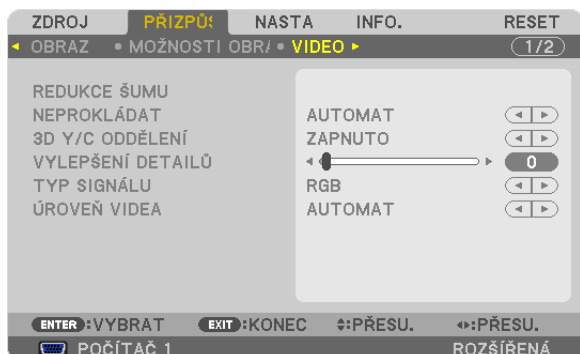 ZDROJ PŘIZPŮS NASTA INFO. RESET
OBRAZ • MOŽNOSTI OBRA • VIDEO 1/2
REDUKCE ŠUMU
NEPROKLÁDAT AUTOMAT
3D Y/C ODDĚLENÍ ZAPNUTO
VYLEPŠENÍ DETAILŮ 0
TYP SIGNÁLU RGB
ÚROVEŇ VIDEA AUTOMAT
ENTER :VYBRAT EXIT :KONEC :PŘESU. :PŘESU.
POČÍTAČ 1 ROZŠÍŘENÁ